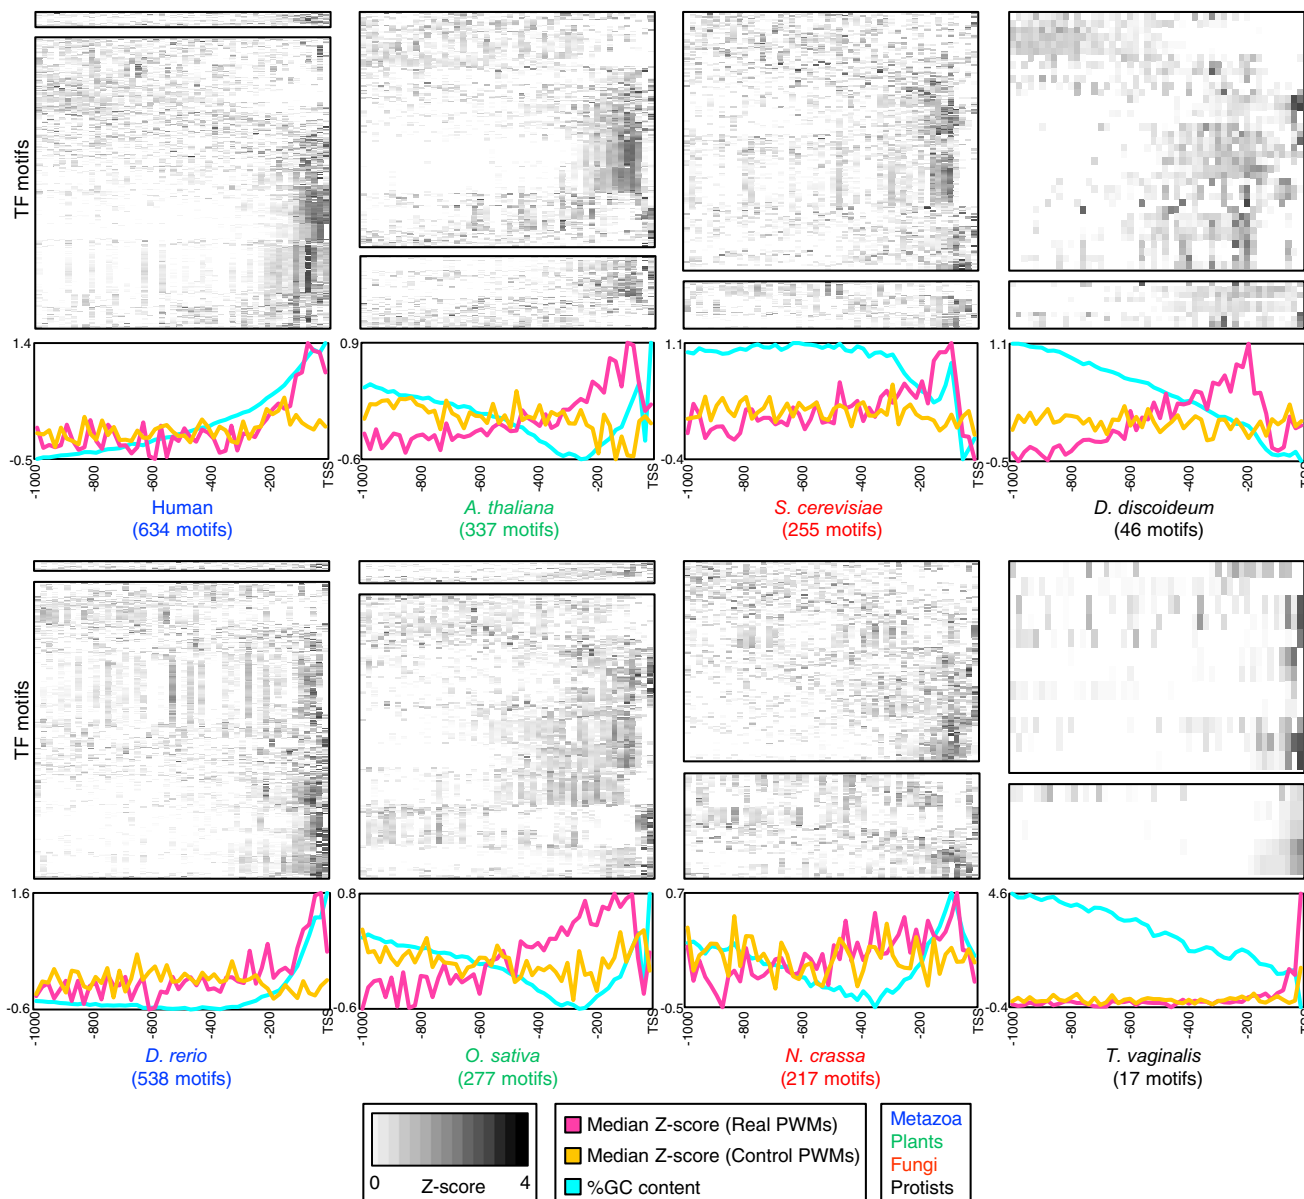 TF motifs
1.4
-0.5
-1000
-800
-600
-400
-200
TSS
Human
(634 motifs)
0.9
-0.6
-1000
-800
-600
-400
-200
TSS
A. thaliana
(337 motifs)
1.1
-0.4
-1000
-800
-600
-400
-200
TSS
S. cerevisiae
(255 motifs)
1.1
-0.5
-1000
-800
-600
-400
-200
TSS
D. discoideum
(46 motifs)
TF motifs
1.6
-0.6
-1000
-800
-600
-400
-200
TSS
D. rerio
(538 motifs)
0.8
-0.6
-1000
-800
-600
-400
-200
TSS
O. sativa
(277 motifs)
0.7
-0.5
-1000
-800
-600
-400
-200
TSS
N. crassa
(217 motifs)
4.6
-0.4
-1000
-800
-600
-400
-200
TSS
T. vaginalis
(17 motifs)
0 Z-score 4
Median Z-score (Real PWMs)
Median Z-score (Control PWMs)
%GC content
Metazoa
Plants
Fungi
Protists